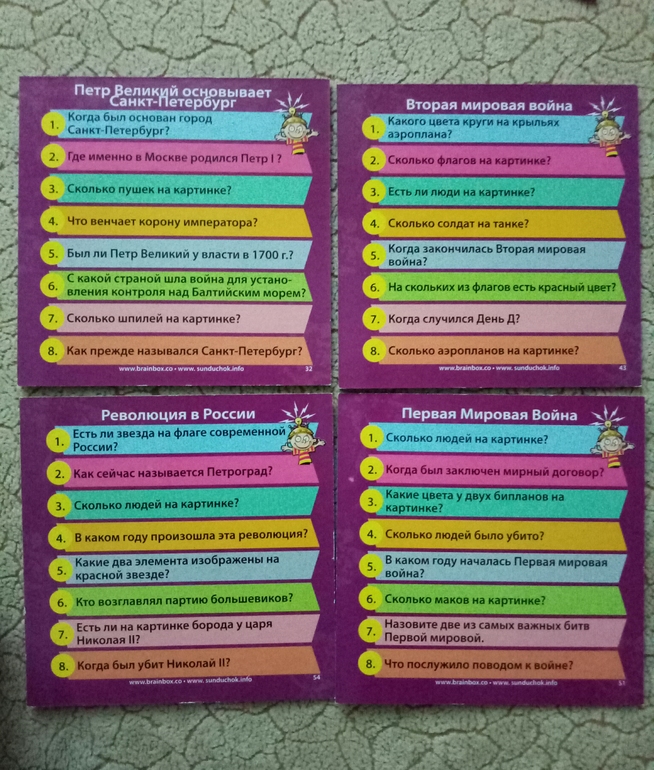 Петр Великий основывает
Санкт-Петербург
1. Когда был основан город
Санкт-Петербург?
2. Где именно в Москве родился Петр I ?
3. Сколько пушек на картинке?
4. Что венчает корону императора?
5. Был ли Петр Великий у власти в 1700 г.?
6. С какой страной шла война для устано-
вления контроля над Балтийским морем?
7. Сколько шпилей на картинке?
8. Как прежде назывался Санкт-Петербург?
www.brainbox.co • www. sunduchok.info 32
Вторая мировая война
1. Какого цвета круги на крыльях
аэроплана?
2. Сколько флагов на картинке?
3. Есть ли люди на картинке?
4. Сколько солдат на танке?
5. Когда закончилась Вторая мировая
война?
6. На скольких из флагов есть красный цвет?
7. Когда случился День Д?
8. Сколько аэропланов на картинке?
www.brainbox.co • www. sunduchok.info 43
Революция в России
1. Есть ли звезда на флаге современной
России?
2. Как сейчас называется Петроград?
3. Сколько людей на картинке?
4. В каком году произошла эта революция?
5. Какие два элемента изображены на
красной звезде?
6. Кто возглавлял партию большевиков?
7. Есть ли на картинке борода у царя
Николая II?
8. Когда был убит Николай II?
www.brainbox.co • www. sunduchok.info 54
Первая Мировая Война
1. Сколько людей на картинке?
2. Когда был заключен мирный договор?
3. Какие цвета у двух бипланов на
картинке?
4. Сколько людей было убито?
5. В каком году началась Первая мировая
война?
6. Сколько маков на картинке?
7. Назовите две из самых важных битв
Первой мировой.
8. Что послужило поводом к войне?
www.brainbox.co • www. sunduchok.info 51